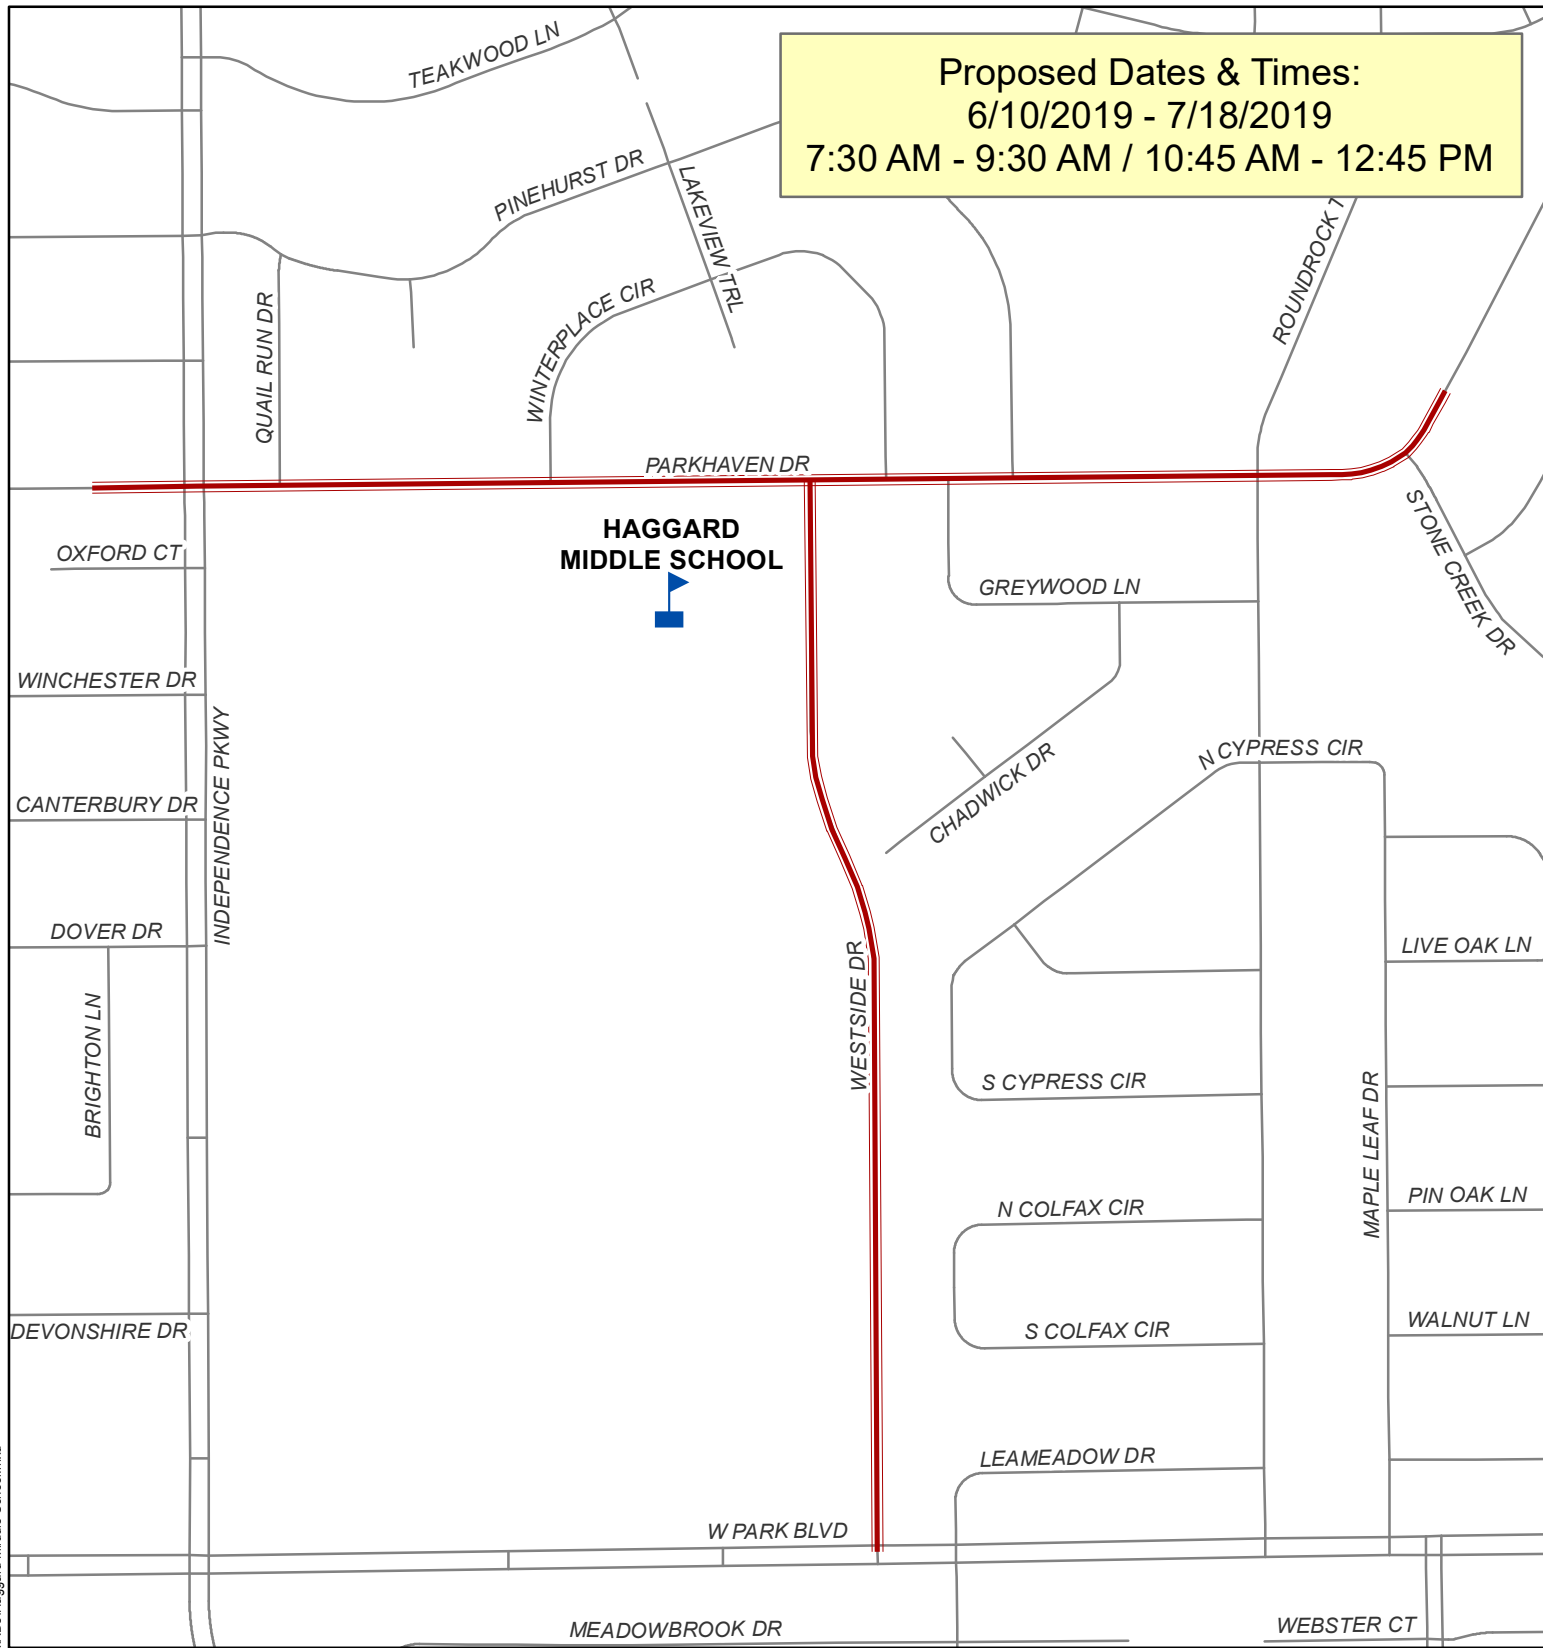 TEAKWOOD LN
Proposed Dates & Times:
6/10/2019 - 7/18/2019
7:30 AM - 9:30 AM / 10:45 AM - 12:45 PM
PINEHURST DR
LAKEVIEW TRL
ROUNDROCK
WINTERPLACE CIR
QUAIL RUN DR
PARKHAVEN DR
HAGGARD
MIDDLE SCHOOL
OXFORD CT
STONE CREEK DR
GREYWOOD LN
WINCHESTER DR
INDEPENDENCE PKWY
N CYPRESS CIR
CHADWICK DR
CANTERBURY DR
DOVER DR
WESTSIDE DR
LIVE OAK LN
BRIGHTON LN
S CYPRESS CIR
MAPLE LEAF DR
N COLFAX CIR
PIN OAK LN
DEVONSHIRE DR
S COLFAX CIR
WALNUT LN
LEAMEADOW DR
W PARK BLVD
MEADOWBROOK DR
WEBSTER CT